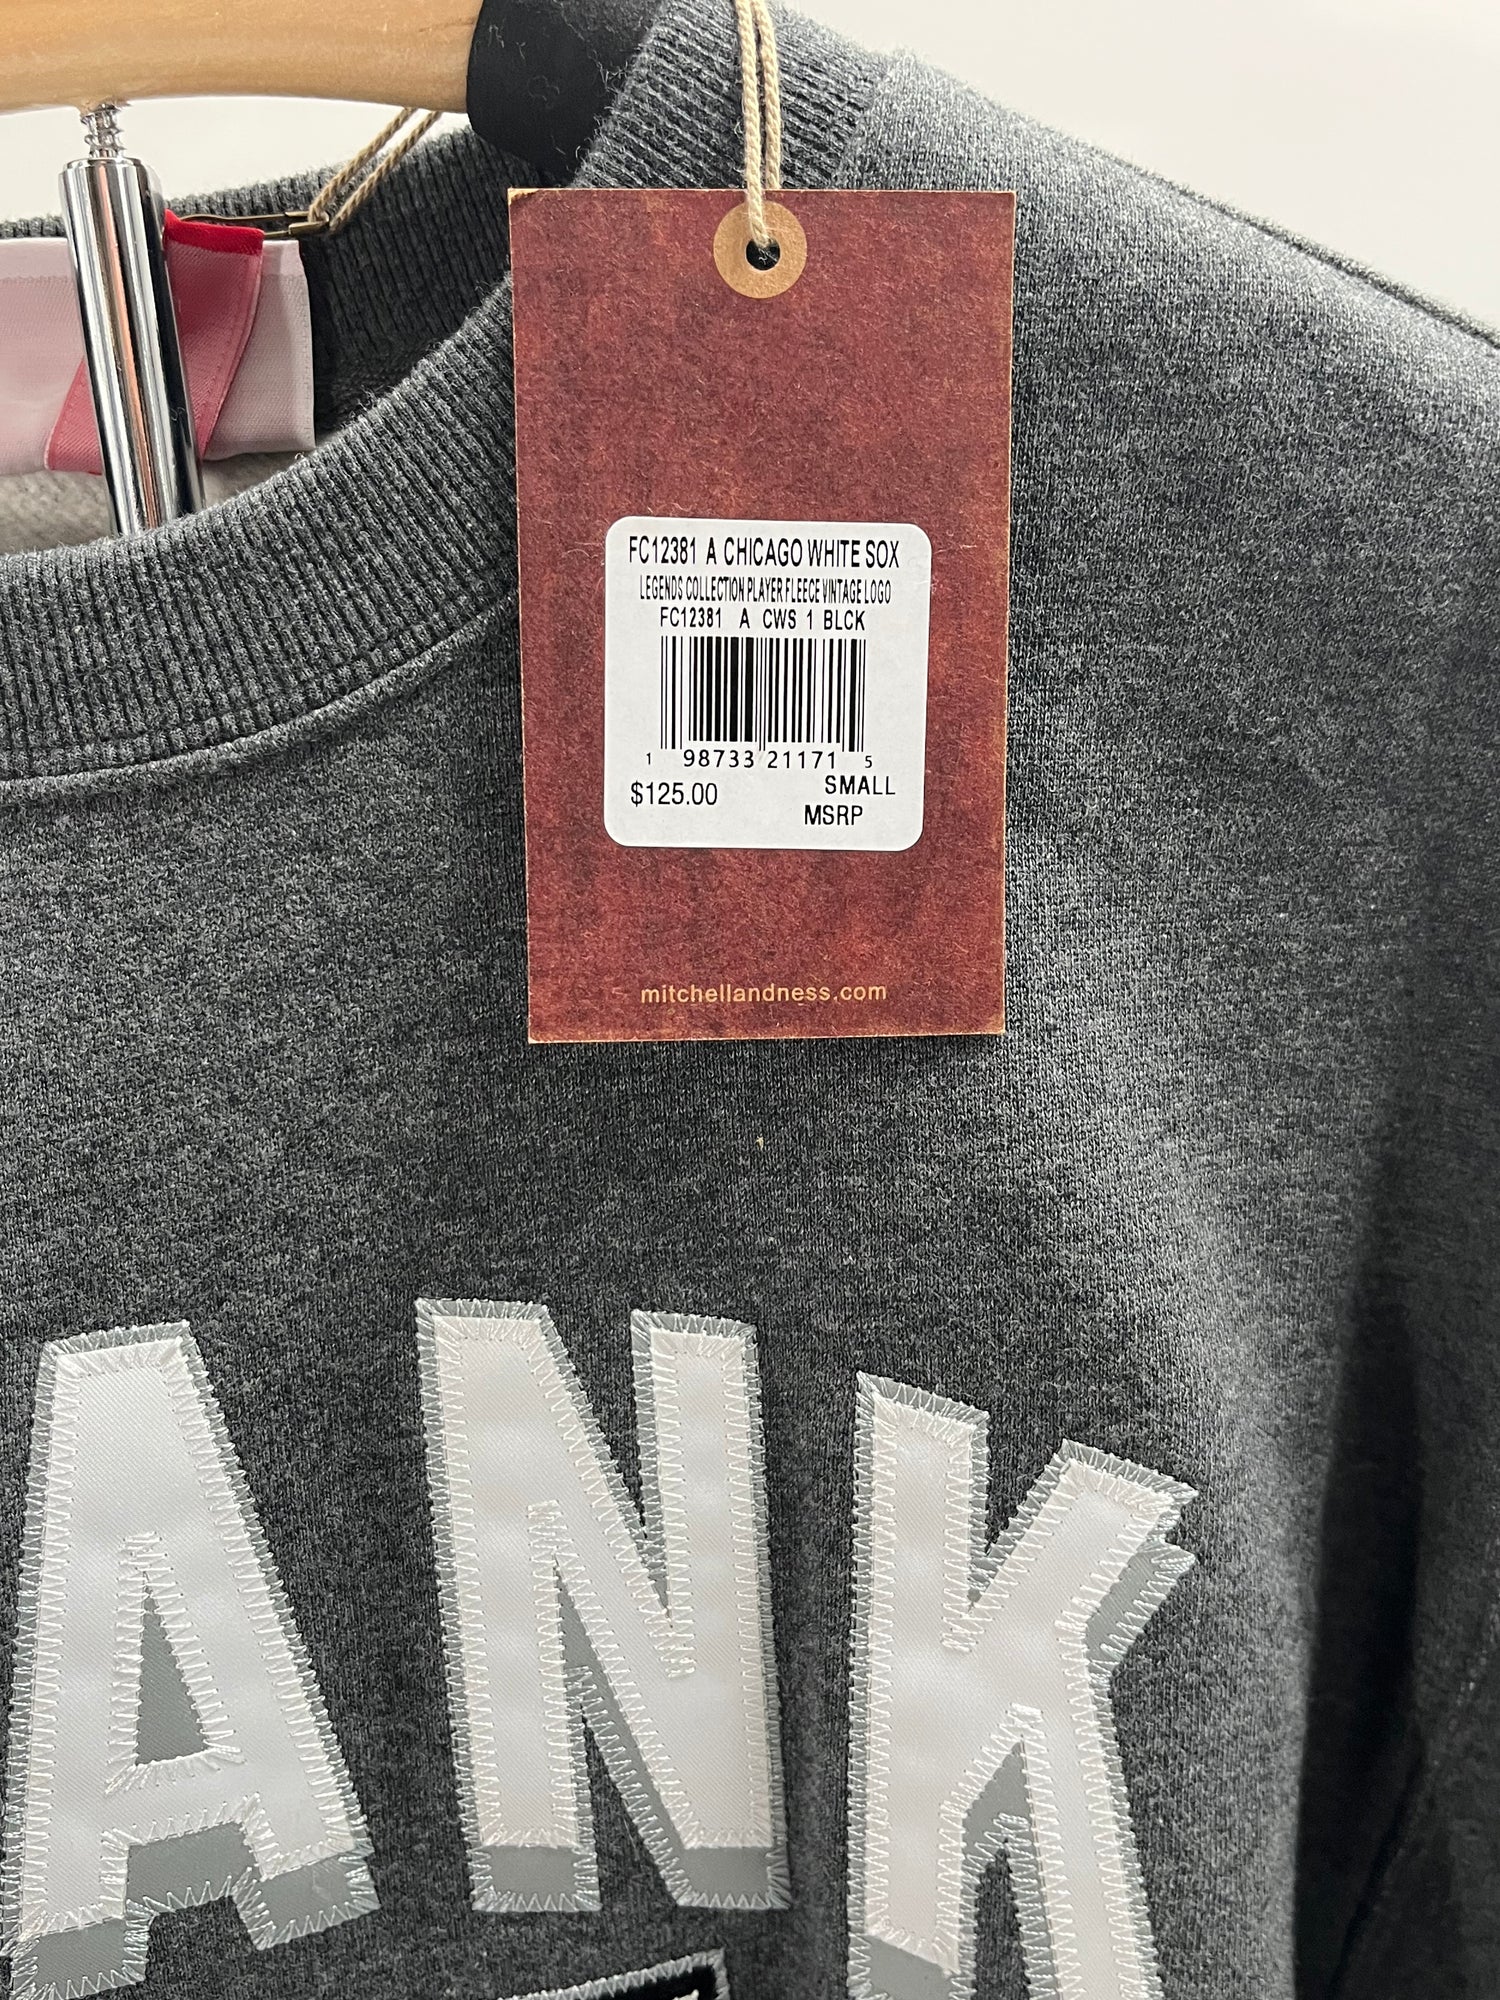 FC12381 A CHICAGO WHITE SOX
LEGENDS COLLECTION PLAYER FLEECE VINTAGE LOGO
FC12381 A CWS 1 BLCK
1 98733 21171 5
$125.00 SMALL
MSRP
mitchellandness.com
ANK